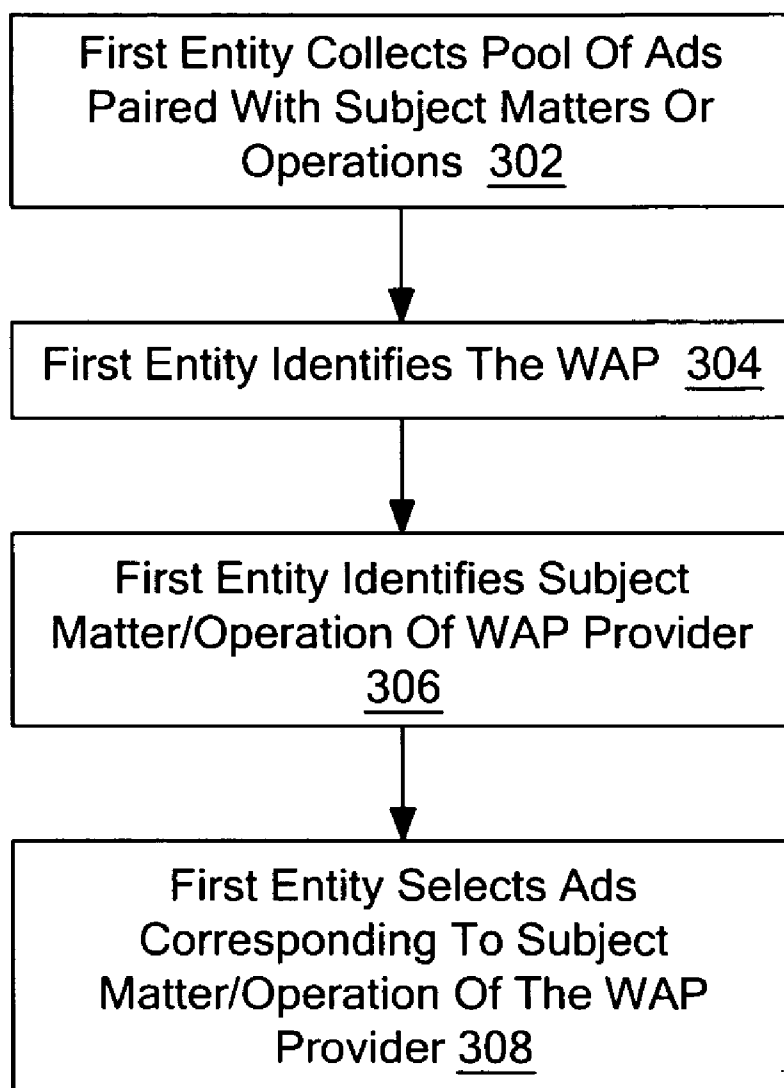 First Entity Collects Pool Of Ads
Paired With Subject Matters Or
Operations 302
First Entity Identifies The WAP 304
First Entity Identifies Subject
Matter/Operation Of WAP Provider
306
First Entity Selects Ads
Corresponding To Subject
Matter/Operation Of The WAP
Provider 308